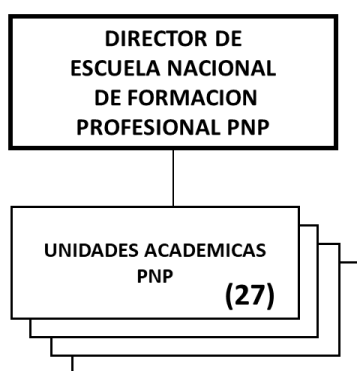 DIRECTOR DE
ESCUELA NACIONAL
DE FORMACION
PROFESIONAL PNP
UNIDADES ACADEMICAS
PNP
(27)